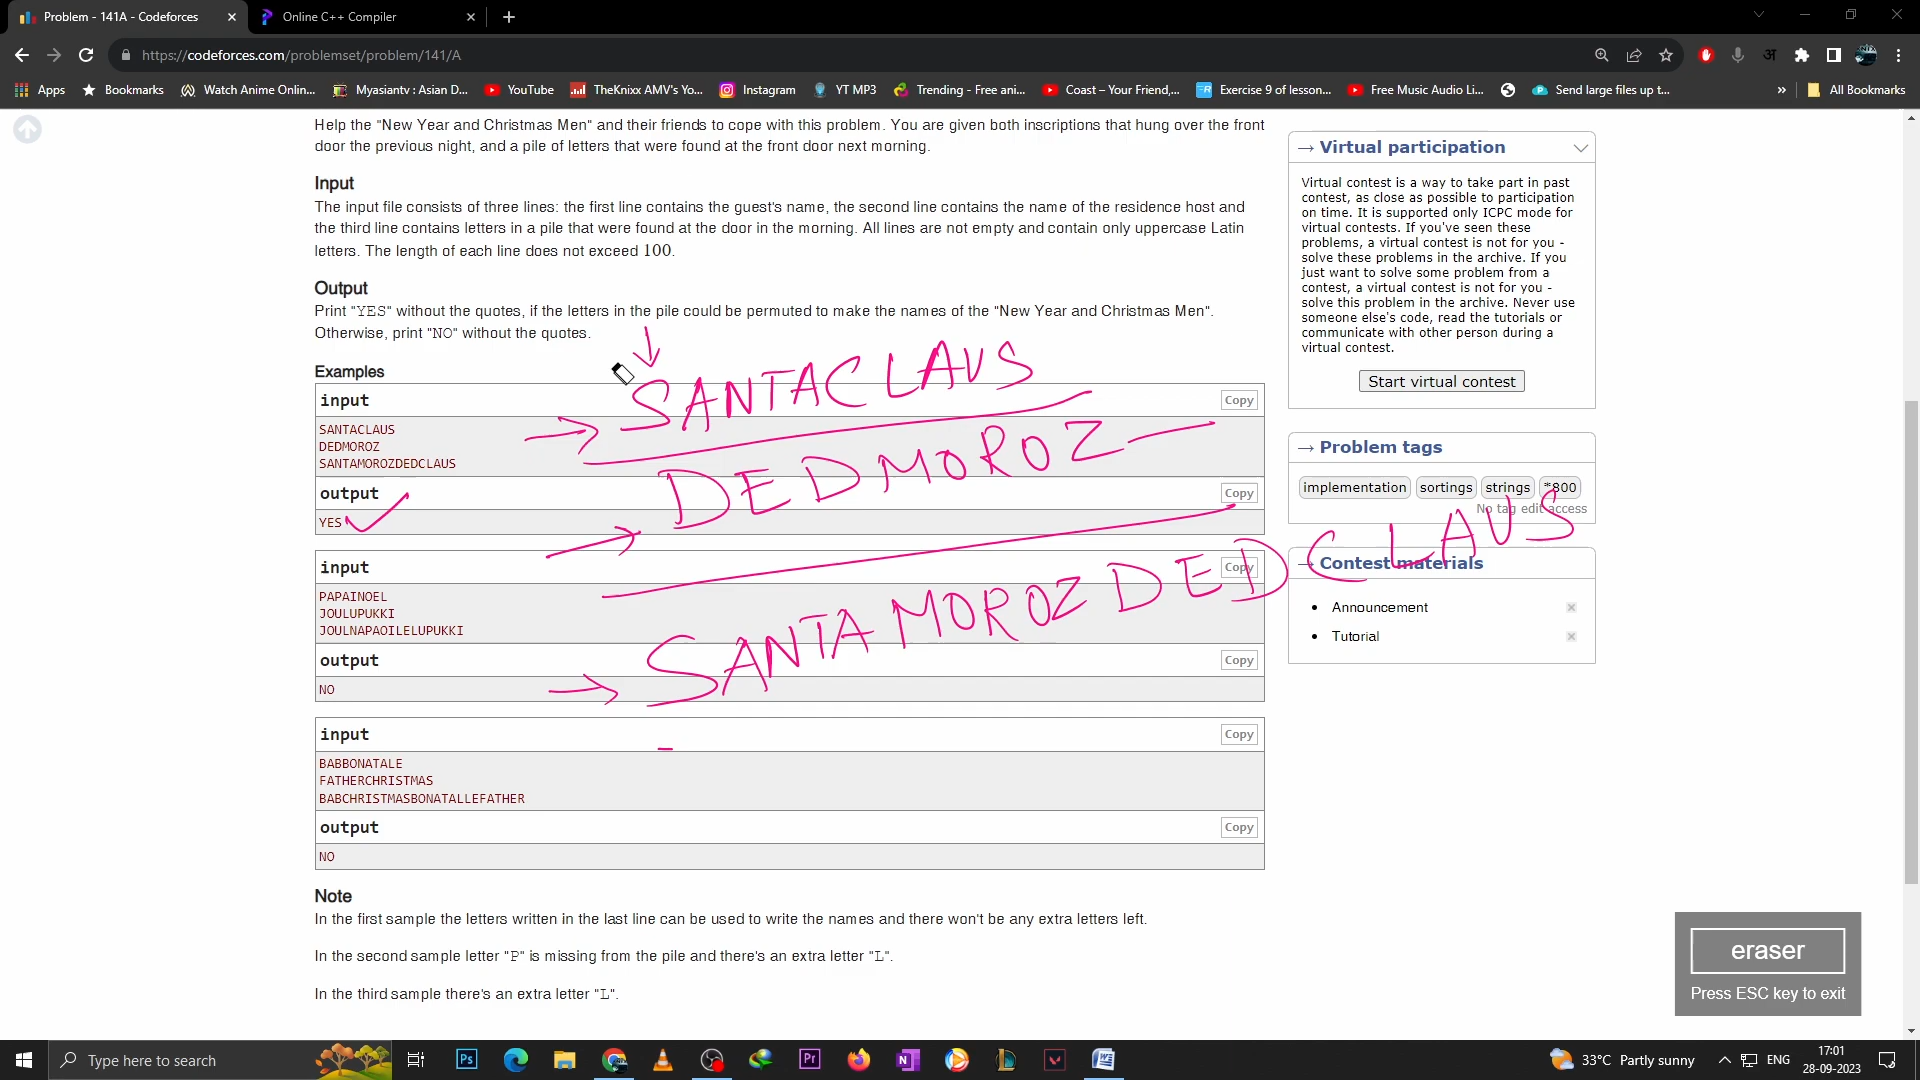 Problem - 141A - Codeforces
Online C++ Compiler
https://codeforces.com/problemset/problem/141/A
Apps
Bookmarks
Watch Anime Onlin...
Myasiantv : Asian D...
YouTube
TheKnixx AMV's Yo...
Instagram
YT MP3
Trending - Free ani...
Coast – Your Friend,...
Exercise 9 of lesson...
Free Music Audio Li...
Send large files up t...
»
All Bookmarks
Help the "New Year and Christmas Men" and their friends to cope with this problem. You are given both inscriptions that hung over the front
door the previous night, and a pile of letters that were found at the front door next morning.
Input
The input file consists of three lines: the first line contains the guest's name, the second line contains the name of the residence host and
the third line contains letters in a pile that were found at the door in the morning. All lines are not empty and contain only uppercase Latin
letters. The length of each line does not exceed 100.
Output
Print "YES" without the quotes, if the letters in the pile could be permuted to make the names of the "New Year and Christmas Men".
Otherwise, print "NO" without the quotes.
Examples
input
Copy
SANTACLAUS
DEDMOROZ
SANTAMOROZDEDCLAUS
output
Copy
YES
input
Copy
PAPAINOEL
JOULUPUKKI
JOULNAPAOILELUPUKKI
output
Copy
NO
input
Copy
BABBONATALE
FATHERCHRISTMAS
BABCHRISTMASBONATALLEFATHER
output
Copy
NO
SANTACLAUS
DEDMOROZ
SANTAMOROZDEDCLAUS
Note
In the first sample the letters written in the last line can be used to write the names and there won't be any extra letters left.
In the second sample letter "P" is missing from the pile and there's an extra letter "L".
In the third sample there's an extra letter "L".
→ Virtual participation
Virtual contest is a way to take part in past
contest, as close as possible to participation
on time. It is supported only ICPC mode for
virtual contests. If you've seen these
problems, a virtual contest is not for you -
solve these problems in the archive. If you
just want to solve some problem from a
contest, a virtual contest is not for you -
solve this problem in the archive. Never use
someone else's code, read the tutorials or
communicate with other person during a
virtual contest.
Start virtual contest
→ Problem tags
implementation
sortings
strings
*800
No tag edit access
→ Contest materials
Announcement
Tutorial
eraser
Press ESC key to exit
Type here to search
33°C Partly sunny
ENG
17:01
28-09-2023